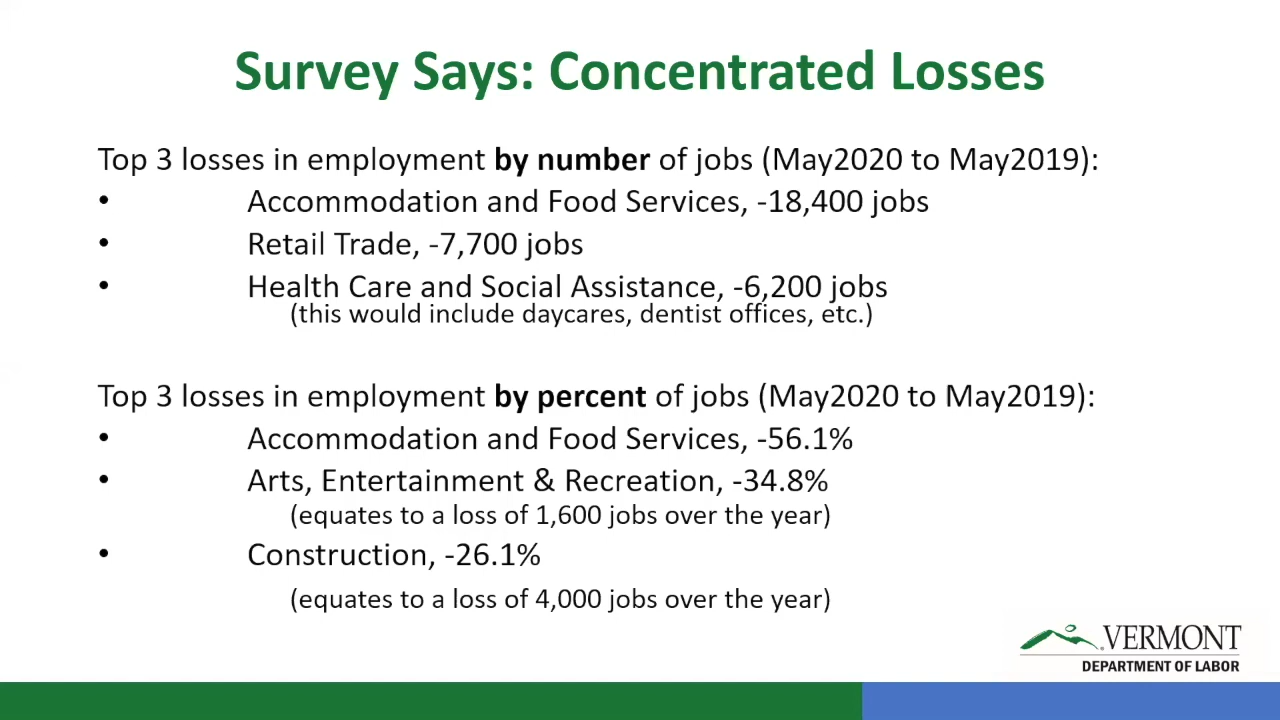 Survey Says: Concentrated Losses
Top 3 losses in employment by number of jobs (May2020 to May2019):
• Accommodation and Food Services, -18,400 jobs
• Retail Trade, -7,700 jobs
• Health Care and Social Assistance, -6,200 jobs
(this would include daycares, dentist offices, etc.)
Top 3 losses in employment by percent of jobs (May2020 to May2019):
• Accommodation and Food Services, -56.1%
• Arts, Entertainment & Recreation, -34.8%
(equates to a loss of 1,600 jobs over the year)
• Construction, -26.1%
(equates to a loss of 4,000 jobs over the year)
VERMONT
DEPARTMENT OF LABOR